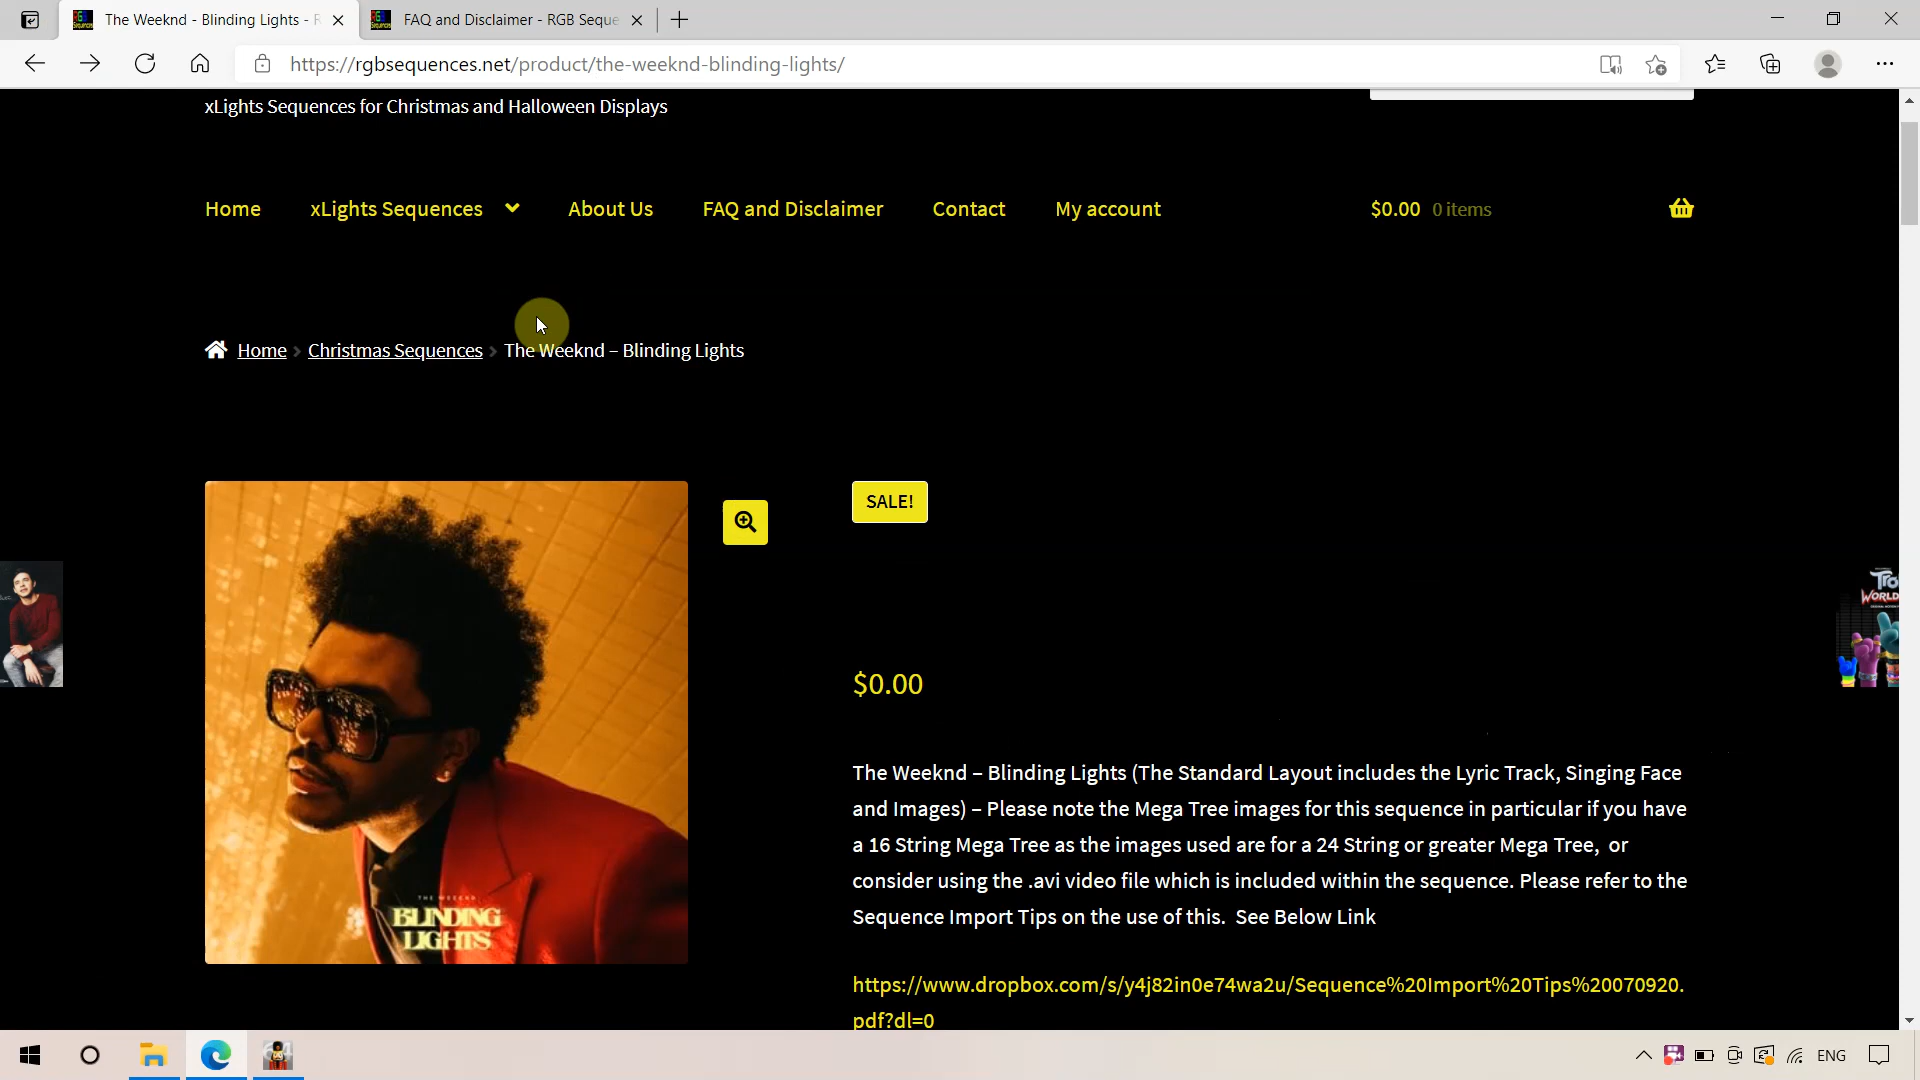 The Weeknd - Blinding Lights - R
FAQ and Disclaimer - RGB Seque
https://rgbsequences.net/product/the-weeknd-blinding-lights/
xLights Sequences for Christmas and Halloween Displays
Home xLights Sequences About Us FAQ and Disclaimer Contact My account $0.00 0 items
Home Christmas Sequences The Weeknd – Blinding Lights
SALE!
$0.00
The Weeknd – Blinding Lights (The Standard Layout includes the Lyric Track, Singing Face
and Images) – Please note the Mega Tree images for this sequence in particular if you have
a 16 String Mega Tree as the images used are for a 24 String or greater Mega Tree, or
consider using the .avi video file which is included within the sequence. Please refer to the
Sequence Import Tips on the use of this. See Below Link
https://www.dropbox.com/s/y4j82in0e74wa2u/Sequence%20Import%20Tips%20070920.
pdf?dl=0
THE WEEKND
BLINDING
LIGHTS
TRO
WORLD
ENG